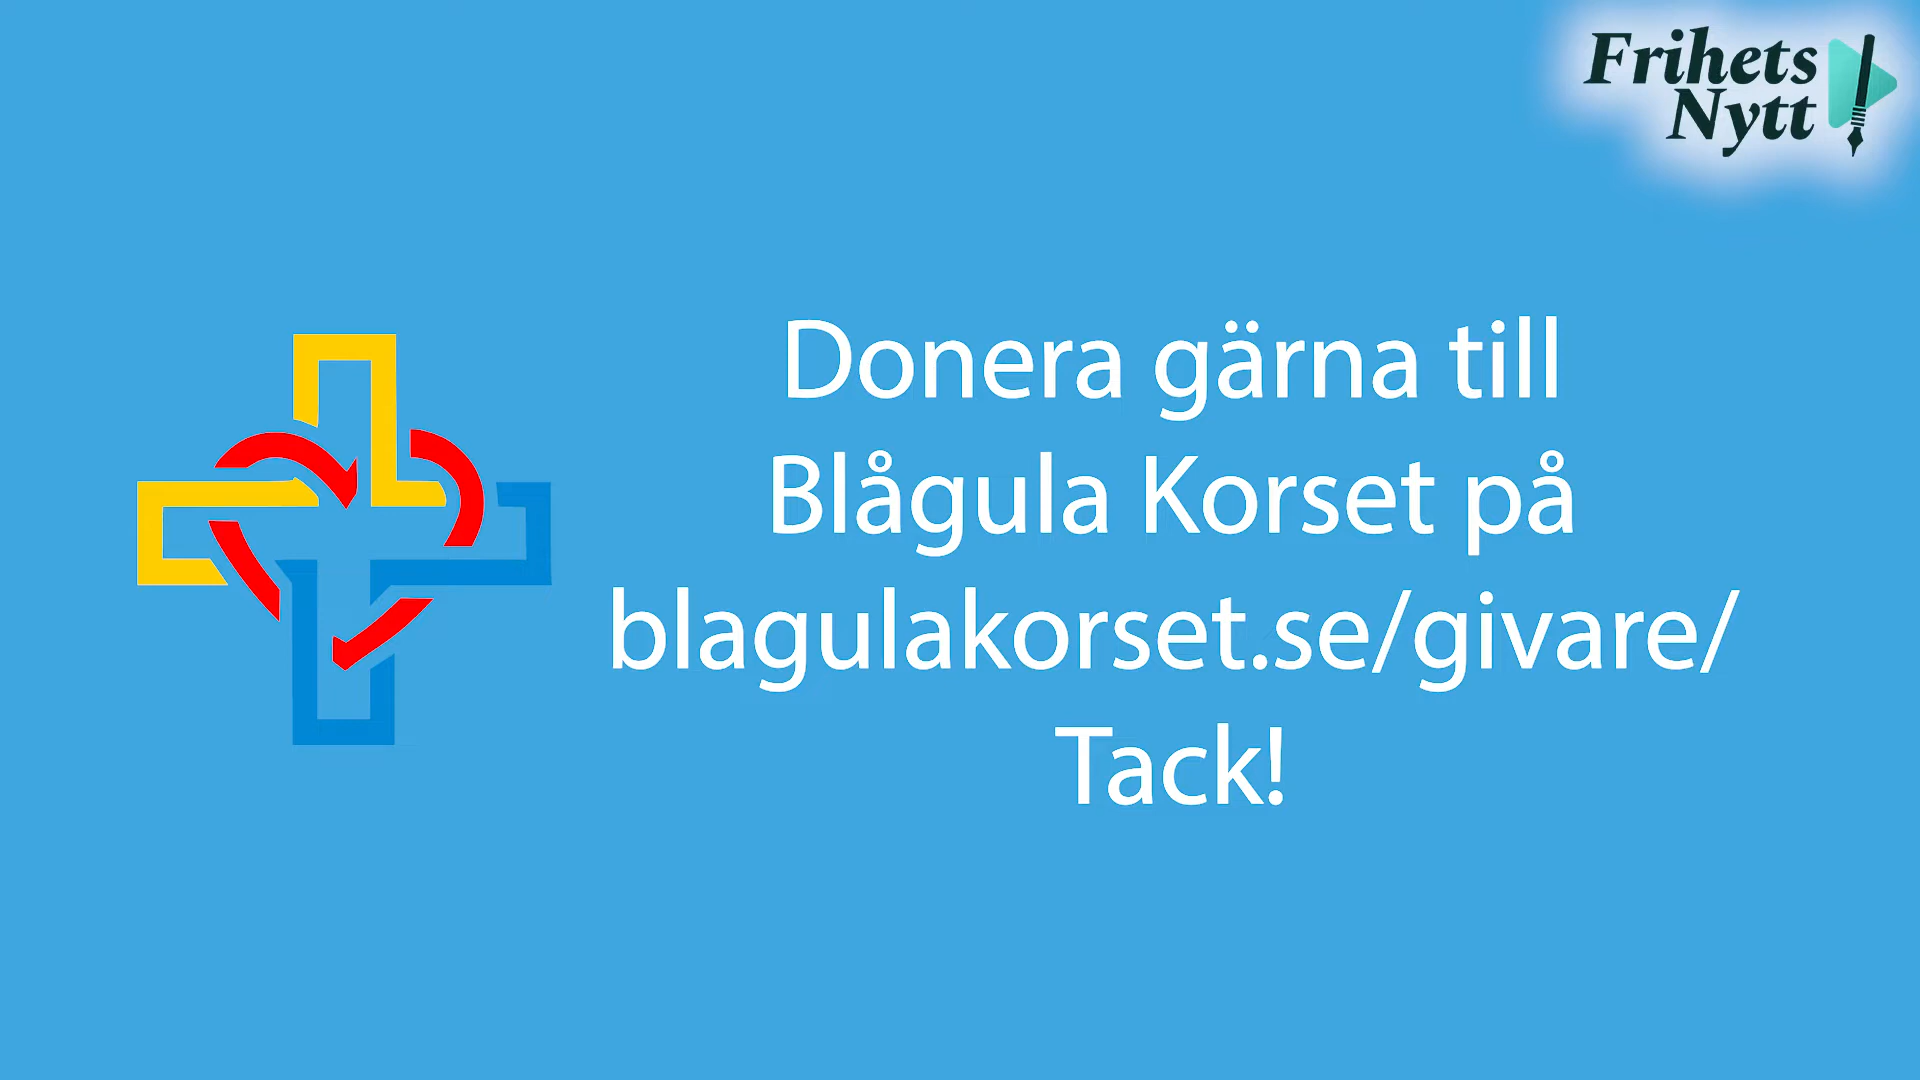 Frihets
Nytt
Donera gärna till
Blågula Korset på
blagulakorset.se/givare/
Tack!